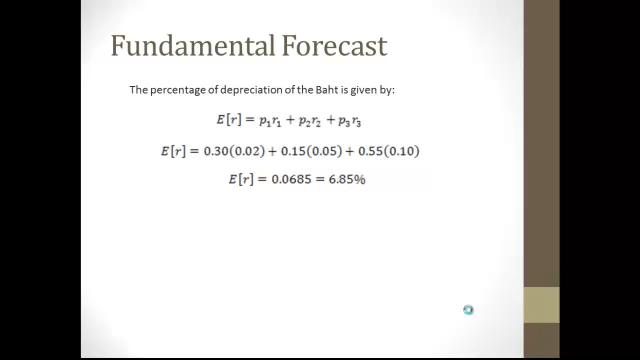 Fundamental Forecast
The percentage of depreciation of the Baht is given by:
E[r] = p₁r₁ + p₂r₂ + p₃r₃
E[r] = 0.30(0.02) + 0.15(0.05) + 0.55(0.10)
E[r] = 0.0685 = 6.85%